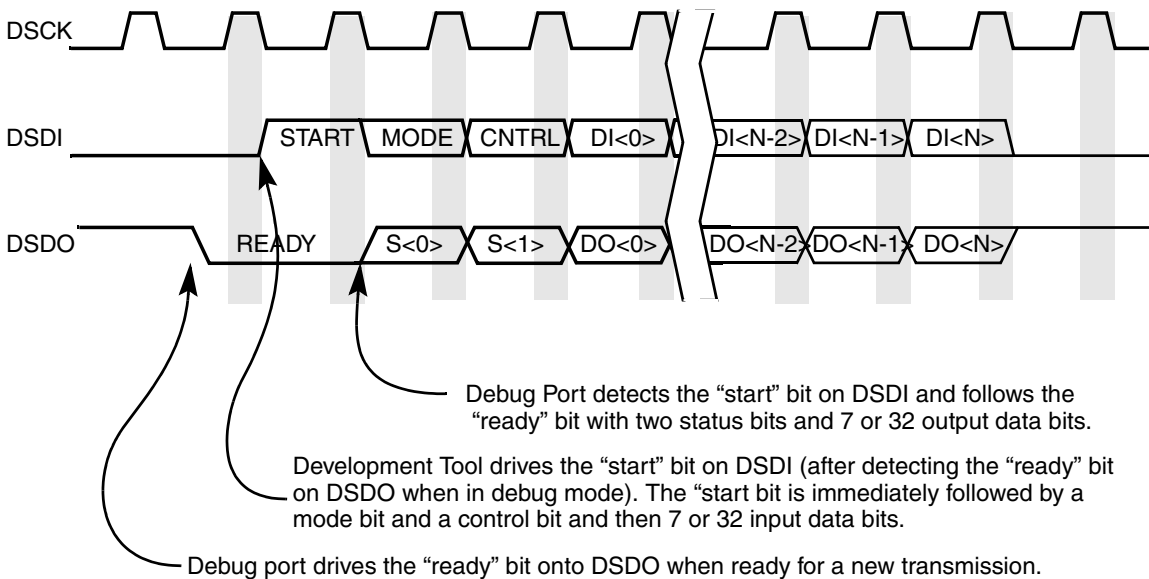 DSCK
DSDI
START MODE CNTRL DI<0> DI<N-2> DI<N-1> DI<N>
DSDO
READY S<0> S<1> DO<0> DO<N-2> DO<N-1> DO<N>
Debug Port detects the “start” bit on DSDI and follows the
“ready” bit with two status bits and 7 or 32 output data bits.
Development Tool drives the “start” bit on DSDI (after detecting the “ready” bit
on DSDO when in debug mode). The “start bit is immediately followed by a
mode bit and a control bit and then 7 or 32 input data bits.
Debug port drives the “ready” bit onto DSDO when ready for a new transmission.